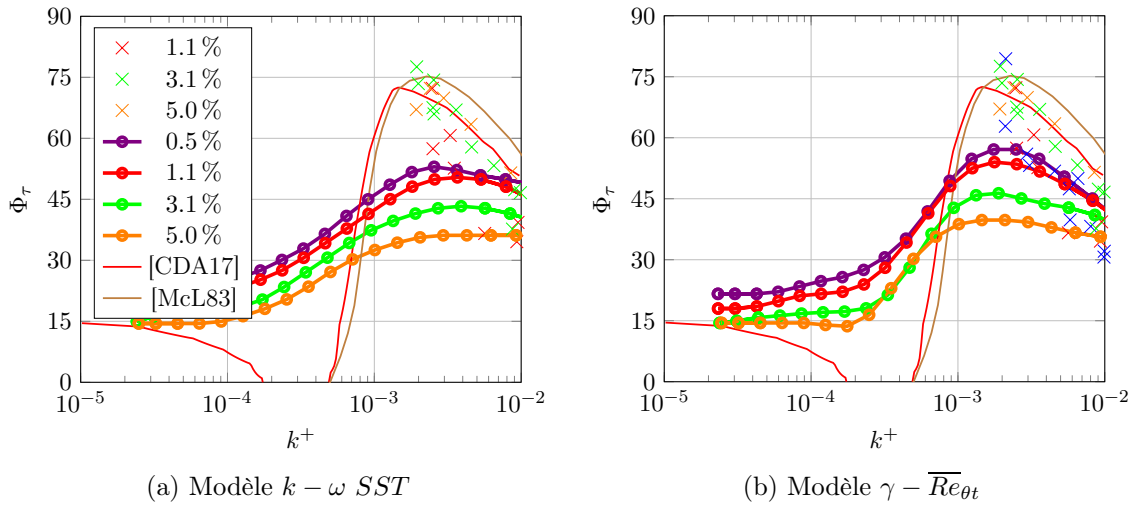 90
75
60
45
30
15
0
Φτ
1.1 %
3.1 %
5.0 %
0.5 %
1.1 %
3.1 %
5.0 %
[CDA17]
[McL83]
10⁻⁵ 10⁻⁴ 10⁻³ 10⁻²
k⁺
(a) Modèle k − ω SST
90
75
60
45
30
15
0
Φτ
10⁻⁵ 10⁻⁴ 10⁻³ 10⁻²
k⁺
(b) Modèle γ − R̅e̅θt